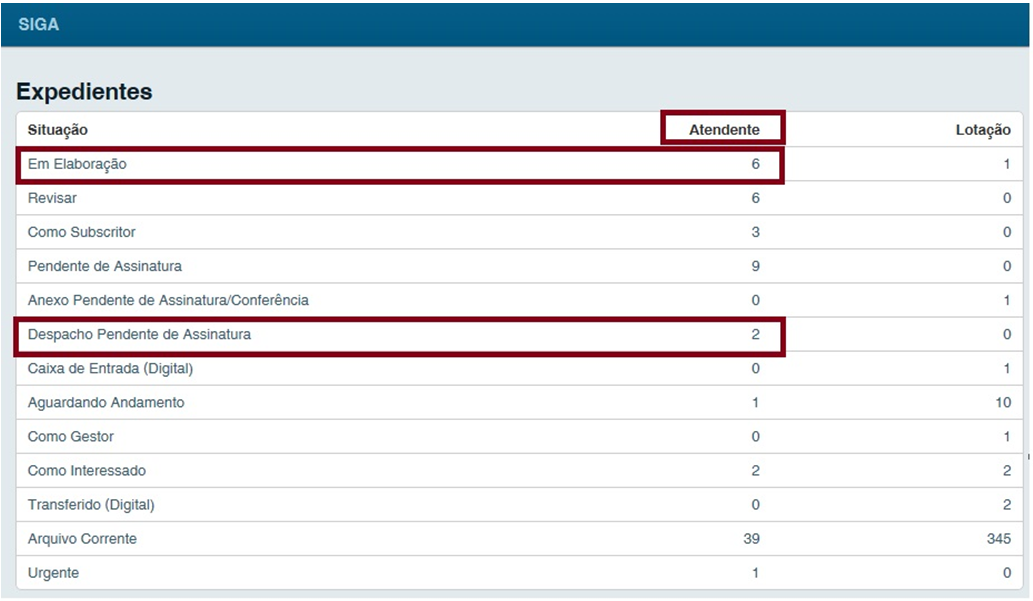 SIGA
Expedientes
Situação Atendente Lotação
Em Elaboração 6 1
Revisar 6 0
Como Subscritor 3 0
Pendente de Assinatura 9 0
Anexo Pendente de Assinatura/Conferência 0 1
Despacho Pendente de Assinatura 2 0
Caixa de Entrada (Digital) 0 1
Aguardando Andamento 1 10
Como Gestor 0 1
Como Interessado 2 2
Transferido (Digital) 0 2
Arquivo Corrente 39 345
Urgente 1 0